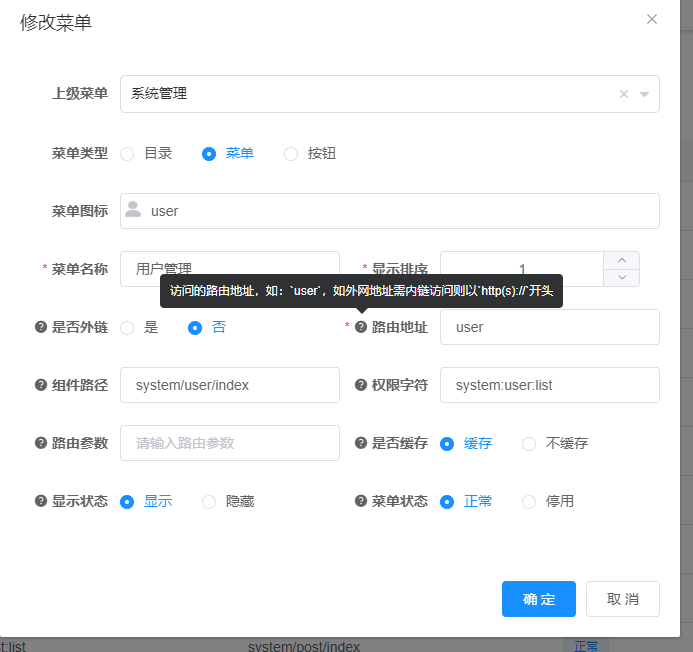 修改菜单
上级菜单 系统管理
菜单类型 目录 菜单 按钮
菜单图标 user
* 菜单名称 用户管理 * 显示排序 1
访问的路由地址，如：`user`，如外网地址需内链访问则以`http(s)://`开头
是否外链 是 否 * 路由地址 user
组件路径 system/user/index 权限字符 system:user:list
路由参数 请输入路由参数 是否缓存 缓存 不缓存
显示状态 显示 隐藏 菜单状态 正常 停用
确 定 取 消
t:list system/post/index 正常